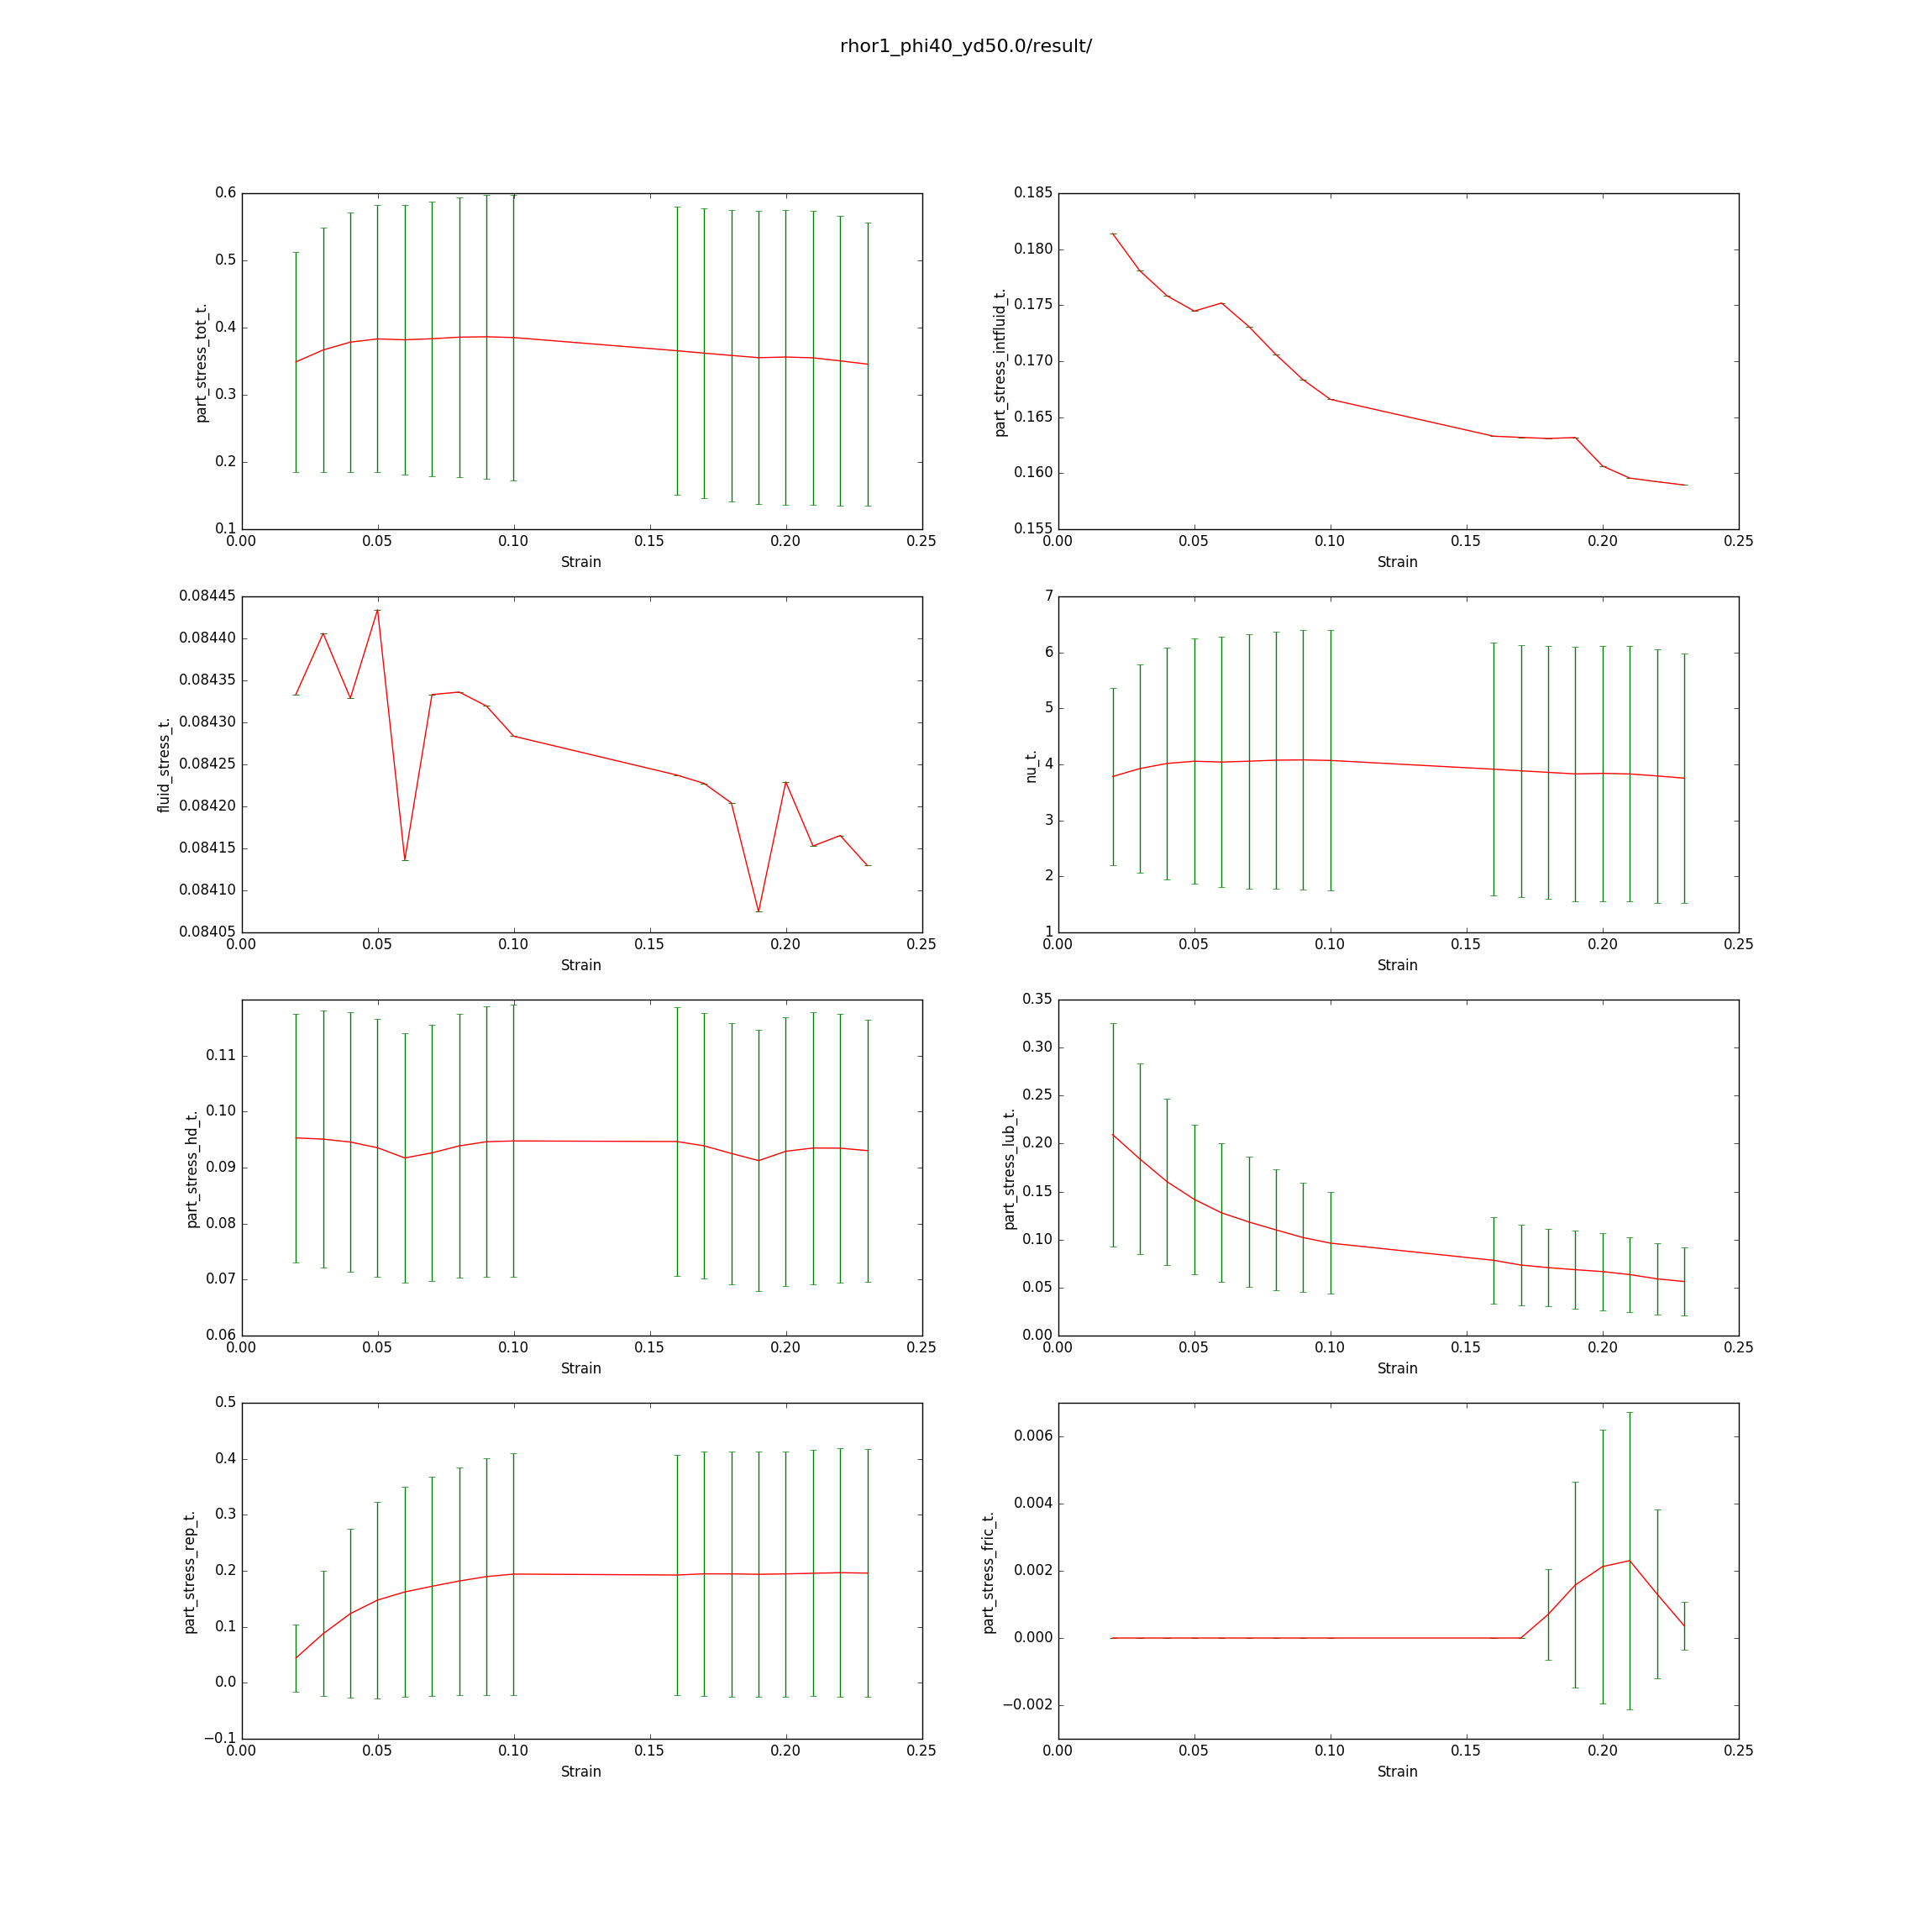 rhor1_phi40_yd50.0/result/
0.6
0.5
0.4
0.3
0.2
0.1
part_stress_tot_t.
0.00 0.05 0.10 0.15 0.20 0.25
Strain
0.185
0.180
0.175
0.170
0.165
0.160
0.155
part_stress_intfluid_t.
0.00 0.05 0.10 0.15 0.20 0.25
Strain
0.08445
0.08440
0.08435
0.08430
0.08425
0.08420
0.08415
0.08410
0.08405
fluid_stress_t.
0.00 0.05 0.10 0.15 0.20 0.25
Strain
7
6
5
4
3
2
1
nu_t.
0.00 0.05 0.10 0.15 0.20 0.25
Strain
0.11
0.10
0.09
0.08
0.07
0.06
part_stress_hd_t.
0.00 0.05 0.10 0.15 0.20 0.25
Strain
0.35
0.30
0.25
0.20
0.15
0.10
0.05
0.00
part_stress_lub_t.
0.00 0.05 0.10 0.15 0.20 0.25
Strain
0.5
0.4
0.3
0.2
0.1
0.0
−0.1
part_stress_rep_t.
0.00 0.05 0.10 0.15 0.20 0.25
Strain
0.006
0.004
0.002
0.000
−0.002
part_stress_fric_t.
0.00 0.05 0.10 0.15 0.20 0.25
Strain